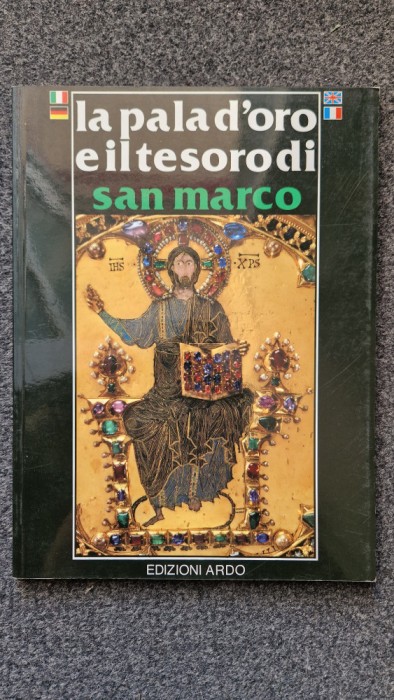 la pala d'oro
e il tesoro di
san marco
IHS XPS
EDIZIONI ARDO